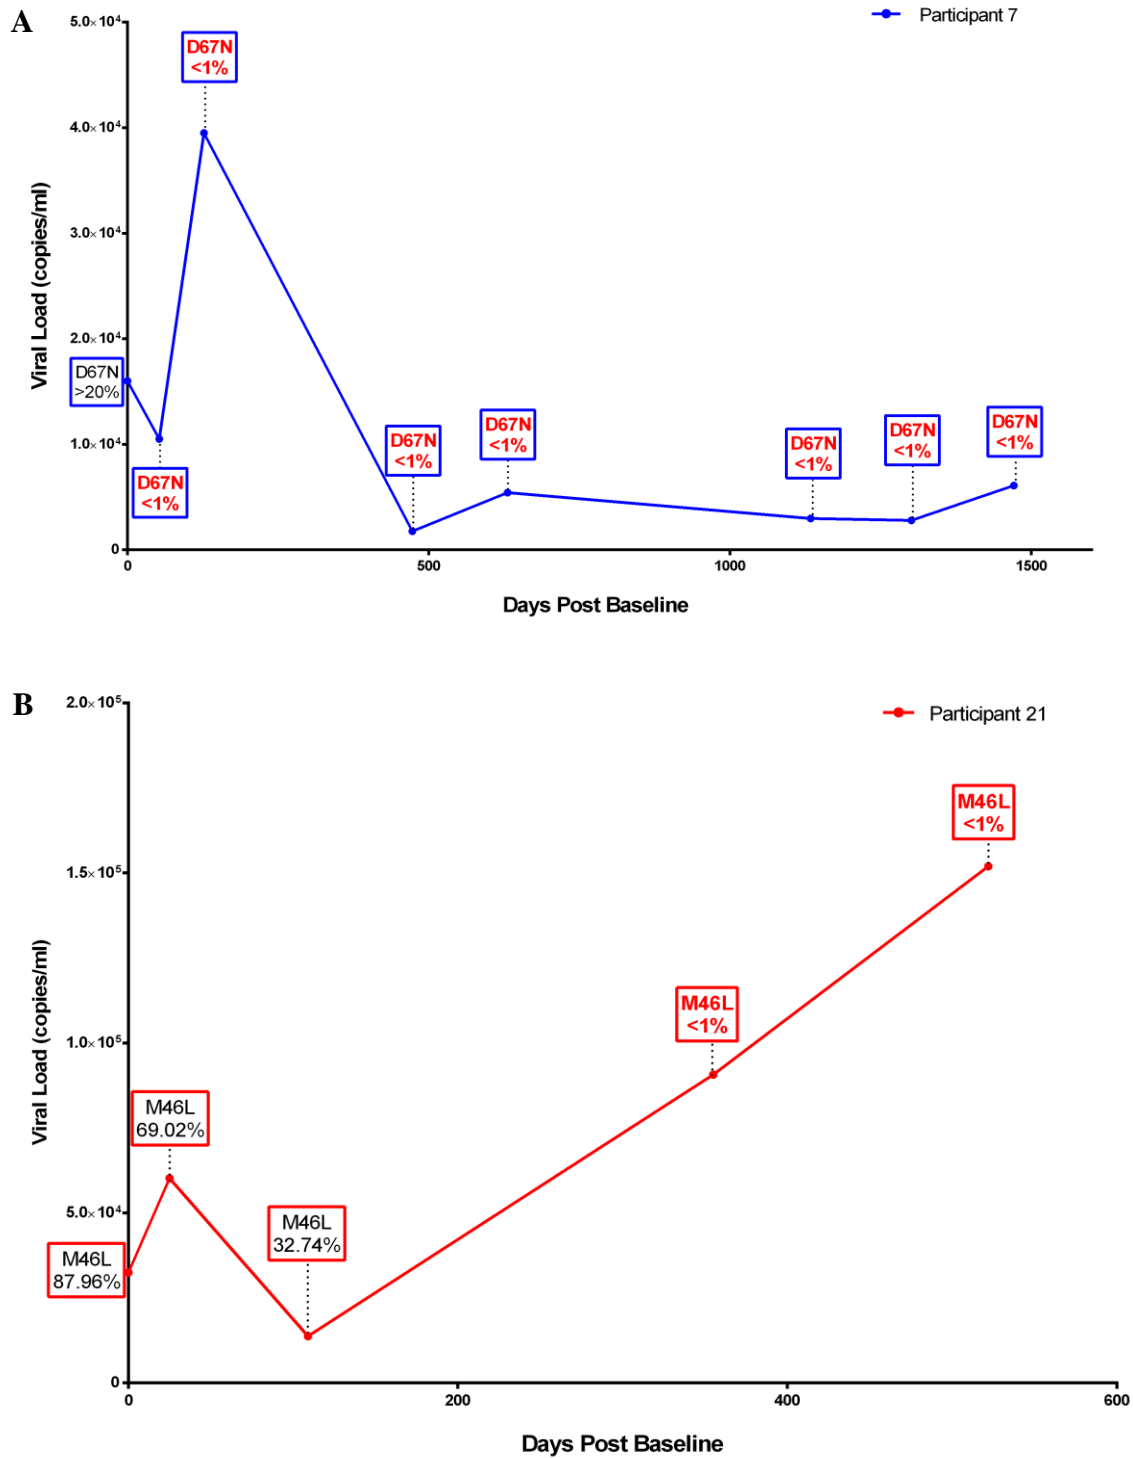 A
Participant 7
Viral Load (copies/ml)
5.0×10⁴
4.0×10⁴
3.0×10⁴
2.0×10⁴
1.0×10⁴
0
D67N
>20%
D67N
<1%
D67N
<1%
D67N
<1%
D67N
<1%
D67N
<1%
D67N
<1%
D67N
<1%
0 500 1000 1500
Days Post Baseline
B
Participant 21
Viral Load (copies/ml)
2.0×10⁵
1.5×10⁵
1.0×10⁵
5.0×10⁴
0
M46L
87.96%
M46L
69.02%
M46L
32.74%
M46L
<1%
M46L
<1%
0 200 400 600
Days Post Baseline